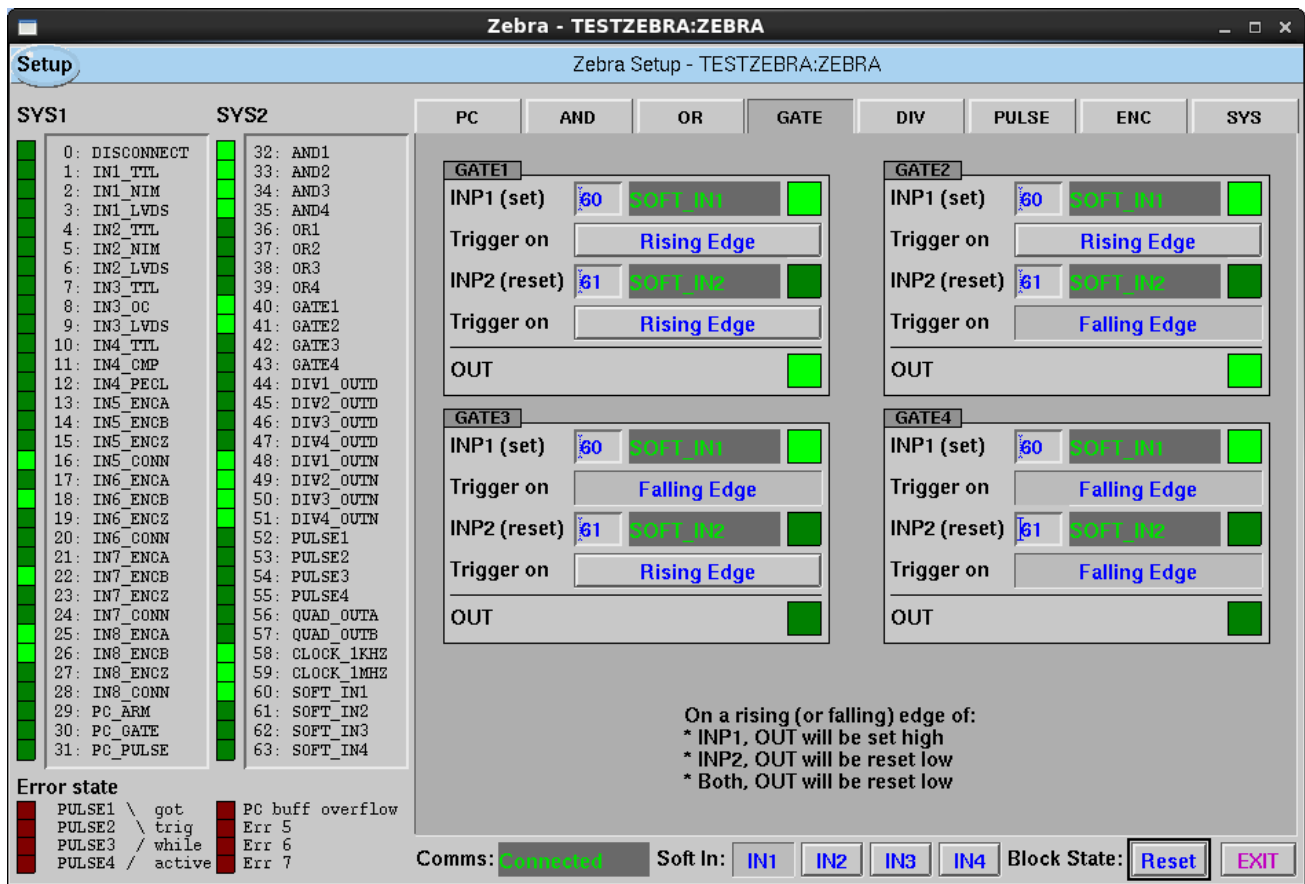 Zebra - TESTZEBRA:ZEBRA
Setup
Zebra Setup - TESTZEBRA:ZEBRA
SYS1
0: DISCONNECT
1: IN1_TTL
2: IN1_NIM
3: IN1_LVDS
4: IN2_TTL
5: IN2_NIM
6: IN2_LVDS
7: IN3_TTL
8: IN3_OC
9: IN3_LVDS
10: IN4_TTL
11: IN4_CMP
12: IN4_PECL
13: IN5_ENCA
14: IN5_ENCB
15: IN5_ENCZ
16: IN5_CONN
17: IN6_ENCA
18: IN6_ENCB
19: IN6_ENCZ
20: IN6_CONN
21: IN7_ENCA
22: IN7_ENCB
23: IN7_ENCZ
24: IN7_CONN
25: IN8_ENCA
26: IN8_ENCB
27: IN8_ENCZ
28: IN8_CONN
29: PC_ARM
30: PC_GATE
31: PC_PULSE
SYS2
32: AND1
33: AND2
34: AND3
35: AND4
36: OR1
37: OR2
38: OR3
39: OR4
40: GATE1
41: GATE2
42: GATE3
43: GATE4
44: DIV1_OUTD
45: DIV2_OUTD
46: DIV3_OUTD
47: DIV4_OUTD
48: DIV1_OUTN
49: DIV2_OUTN
50: DIV3_OUTN
51: DIV4_OUTN
52: PULSE1
53: PULSE2
54: PULSE3
55: PULSE4
56: QUAD_OUTA
57: QUAD_OUTB
58: CLOCK_1KHZ
59: CLOCK_1MHZ
60: SOFT_IN1
61: SOFT_IN2
62: SOFT_IN3
63: SOFT_IN4
Error state
PULSE1 \ got
PULSE2 \ trig
PULSE3 / while
PULSE4 / active
PC buff overflow
Err 5
Err 6
Err 7
PC AND OR GATE DIV PULSE ENC SYS
GATE1
INP1 (set) 60 SOFT_IN1
Trigger on Rising Edge
INP2 (reset) 61 SOFT_IN2
Trigger on Rising Edge
OUT
GATE2
INP1 (set) 60 SOFT_IN1
Trigger on Rising Edge
INP2 (reset) 61 SOFT_IN2
Trigger on Falling Edge
OUT
GATE3
INP1 (set) 60 SOFT_IN1
Trigger on Falling Edge
INP2 (reset) 61 SOFT_IN2
Trigger on Rising Edge
OUT
GATE4
INP1 (set) 60 SOFT_IN1
Trigger on Falling Edge
INP2 (reset) 61 SOFT_IN2
Trigger on Falling Edge
OUT
On a rising (or falling) edge of:
* INP1, OUT will be set high
* INP2, OUT will be reset low
* Both, OUT will be reset low
Comms: Connected Soft In: IN1 IN2 IN3 IN4 Block State: Reset EXIT